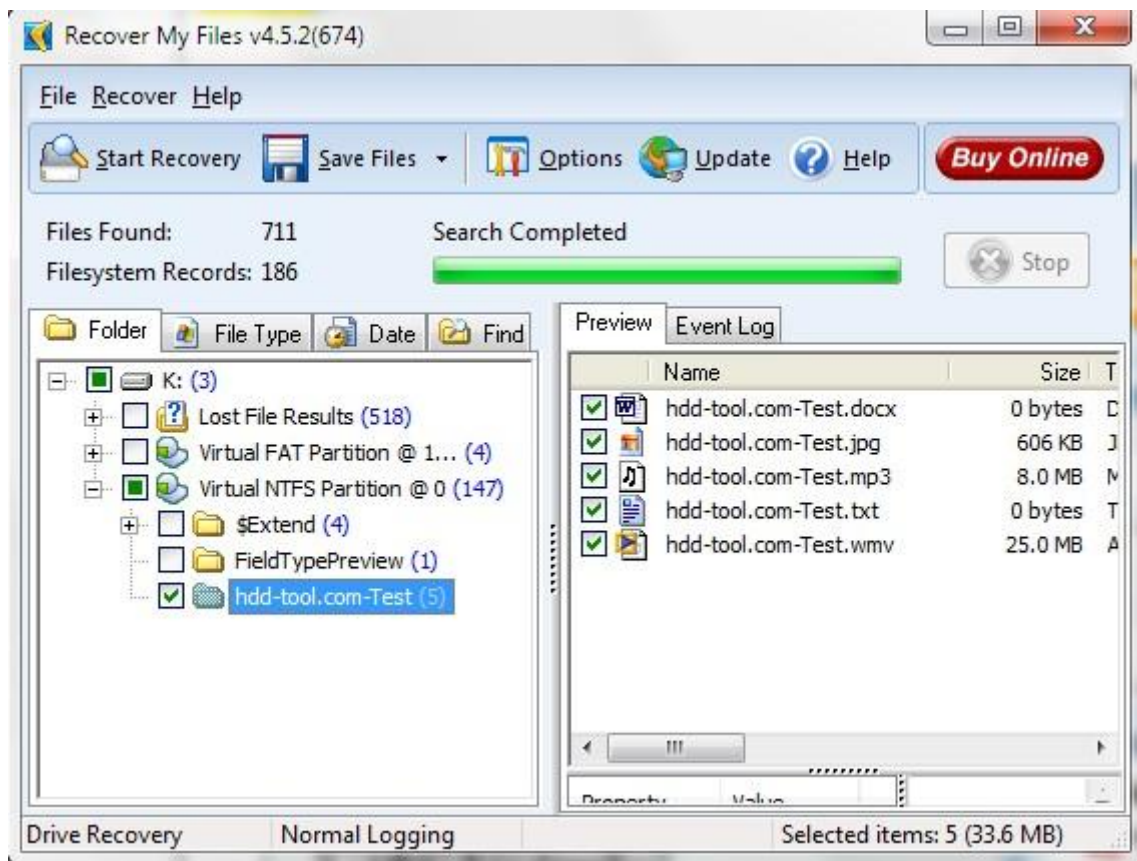 Recover My Files v4.5.2(674)
File Recover Help
Start Recovery Save Files Options Update Help Buy Online
Files Found: 711 Search Completed
Filesystem Records: 186
Stop
Folder File Type Date Find
K: (3)
Lost File Results (518)
Virtual FAT Partition @ 1... (4)
Virtual NTFS Partition @ 0 (147)
$Extend (4)
FieldTypePreview (1)
hdd-tool.com-Test (5)
Preview Event Log
Name Size T
hdd-tool.com-Test.docx 0 bytes D
hdd-tool.com-Test.jpg 606 KB J
hdd-tool.com-Test.mp3 8.0 MB M
hdd-tool.com-Test.txt 0 bytes T
hdd-tool.com-Test.wmv 25.0 MB A
Property Value
Drive Recovery Normal Logging Selected items: 5 (33.6 MB)